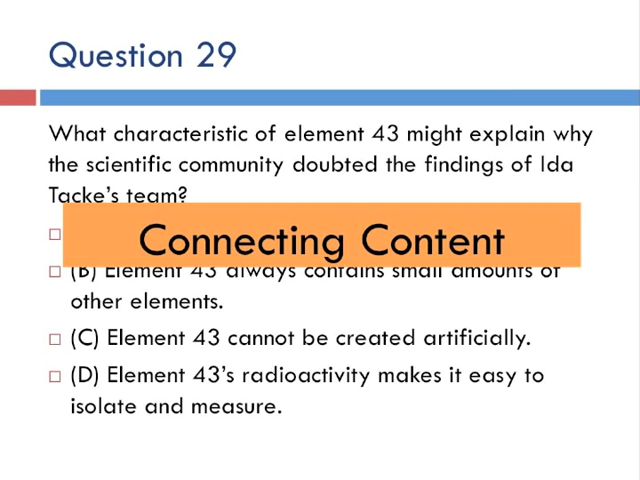 Question 29
What characteristic of element 43 might explain why
the scientific community doubted the findings of Ida
Tacke's team?
Connecting Content
(B) Element 43 always contains small amounts of
other elements.
(C) Element 43 cannot be created artificially.
(D) Element 43's radioactivity makes it easy to
isolate and measure.